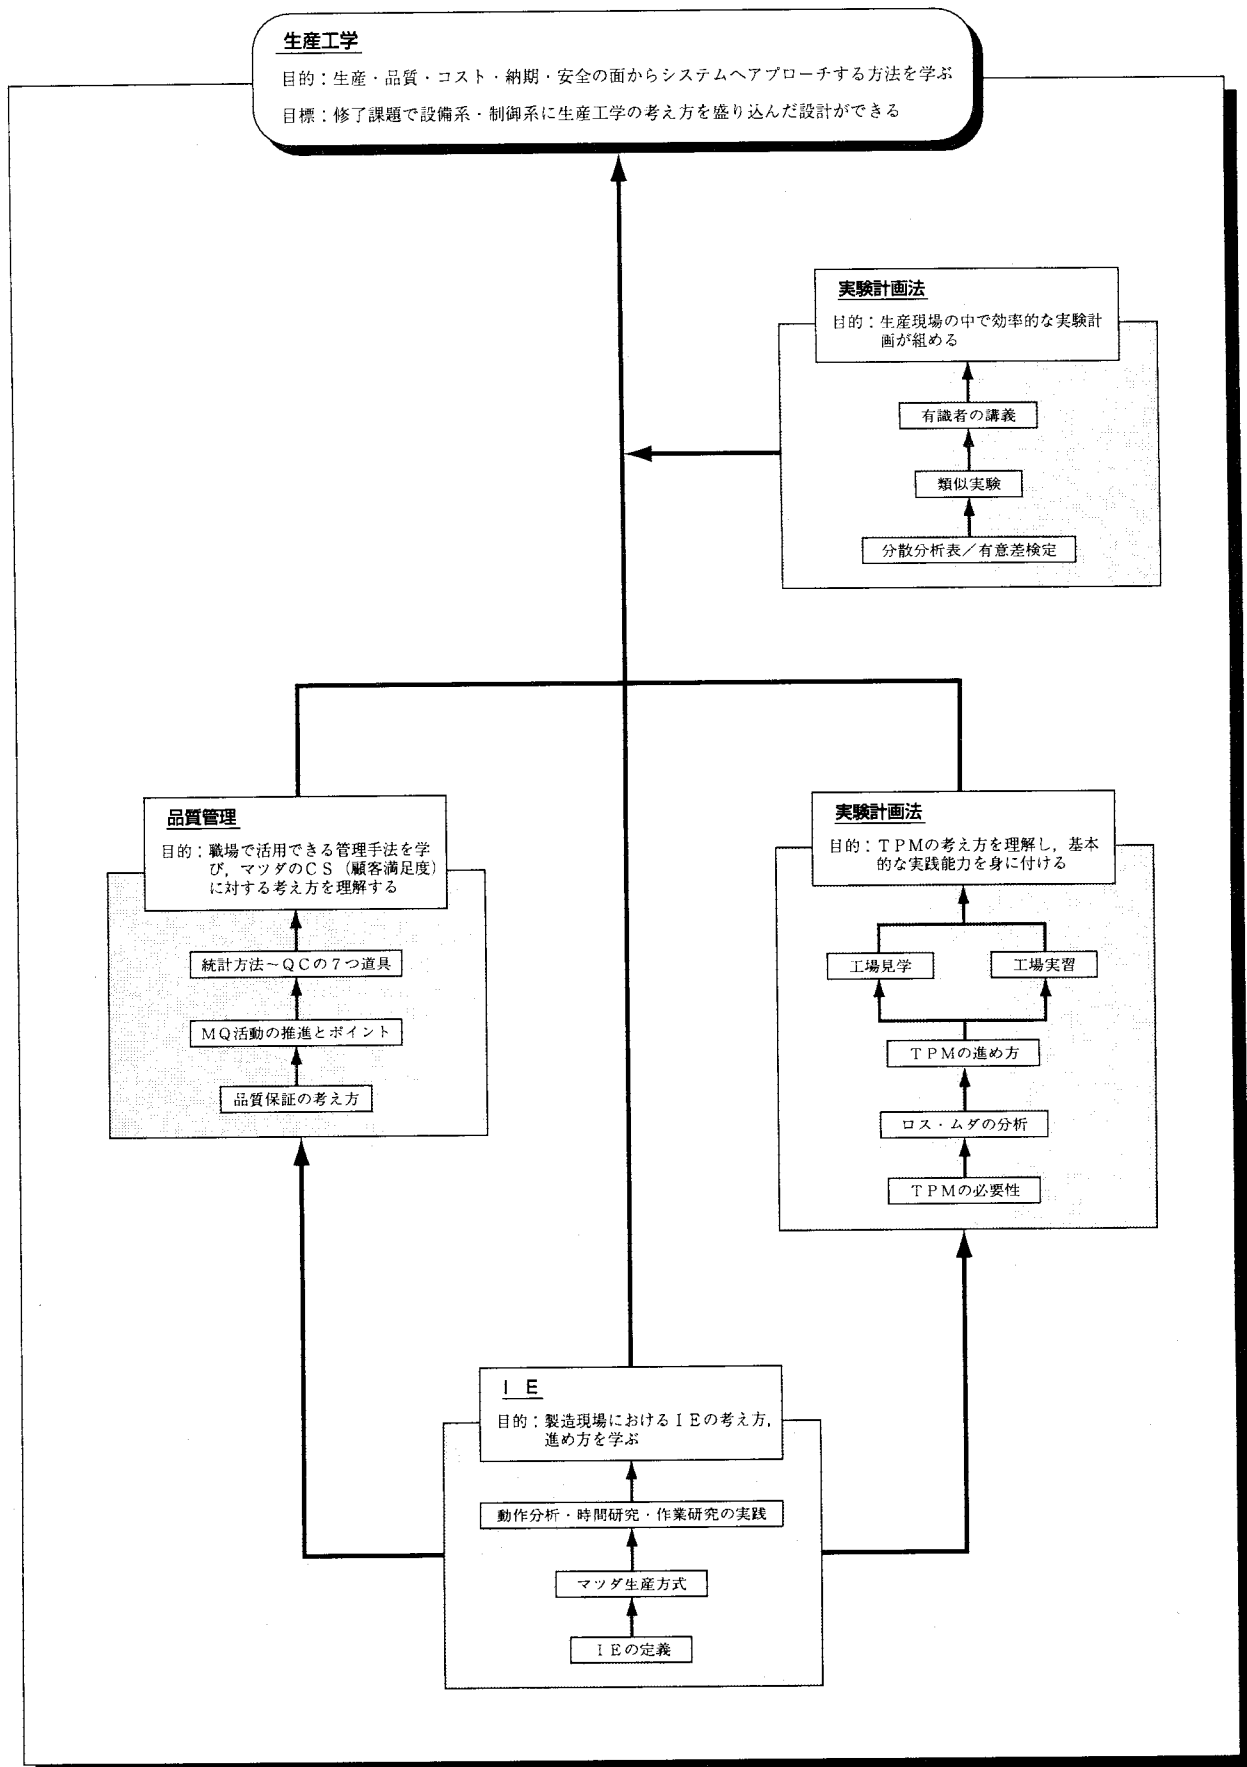 生産工学
目的：生産・品質・コスト・納期・安全の面からシステムへアプローチする方法を学ぶ
目標：修了課題で設備系・制御系に生産工学の考え方を盛り込んだ設計ができる
実験計画法
目的：生産現場の中で効率的な実験計
画が組める
有識者の講義
類似実験
分散分析表／有意差検定
品質管理
目的：職場で活用できる管理手法を学
び，マツダのＣＳ（顧客満足度）
に対する考え方を理解する
統計方法～ＱＣの７つ道具
ＭＱ活動の推進とポイント
品質保証の考え方
実験計画法
目的：ＴＰＭの考え方を理解し，基本
的な実践能力を身に付ける
工場見学
工場実習
ＴＰＭの進め方
ロス・ムダの分析
ＴＰＭの必要性
ＩＥ
目的：製造現場におけるＩＥの考え方，
進め方を学ぶ
動作分析・時間研究・作業研究の実践
マツダ生産方式
ＩＥの定義